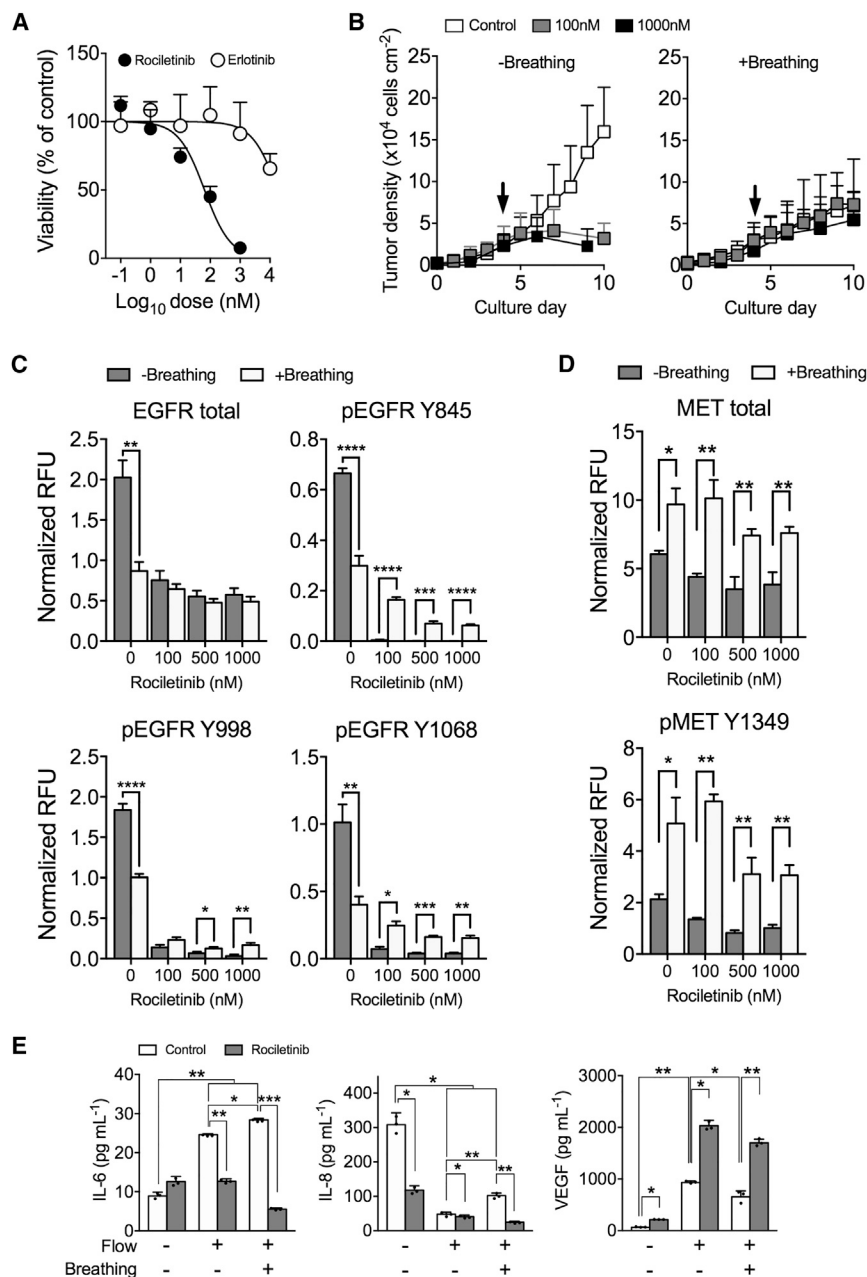 A
Viability (% of control)
150
100
50
0
Rociletinib
Erlotinib
-1 0 1 2 3 4
Log10 dose (nM)
B
Control 100nM 1000nM
-Breathing
+Breathing
Tumor density (x10⁴ cells cm-2)
25
20
15
10
5
0
0 5 10
Culture day
25
20
15
10
5
0
0 5 10
Culture day
C
-Breathing +Breathing
EGFR total
Normalized RFU
2.5
2.0
1.5
1.0
0.5
0.0
**
0 100 500 1000
Rociletinib (nM)
pEGFR Y845
0.8
0.6
0.4
0.2
0.0
****
****
*** ****
0 100 500 1000
Rociletinib (nM)
pEGFR Y998
Normalized RFU
2.5
2.0
1.5
1.0
0.5
0.0
****
* **
0 100 500 1000
Rociletinib (nM)
pEGFR Y1068
1.5
1.0
0.5
0.0
**
* *** **
0 100 500 1000
Rociletinib (nM)
D
-Breathing +Breathing
MET total
Normalized RFU
15
10
5
0
* ** ** **
0 100 500 1000
Rociletinib (nM)
pMET Y1349
Normalized RFU
8
6
4
2
0
* ** ** **
0 100 500 1000
Rociletinib (nM)
E
Control Rociletinib
IL-6 (pg mL-1)
40
30
20
10
0
**
* ***
**
IL-8 (pg mL-1)
400
300
200
100
0
*
*
** **
*
VEGF (pg mL-1)
3000
2000
1000
0
** * **
*
*
Flow - + + - + + - + +
Breathing - - + - - + - - +